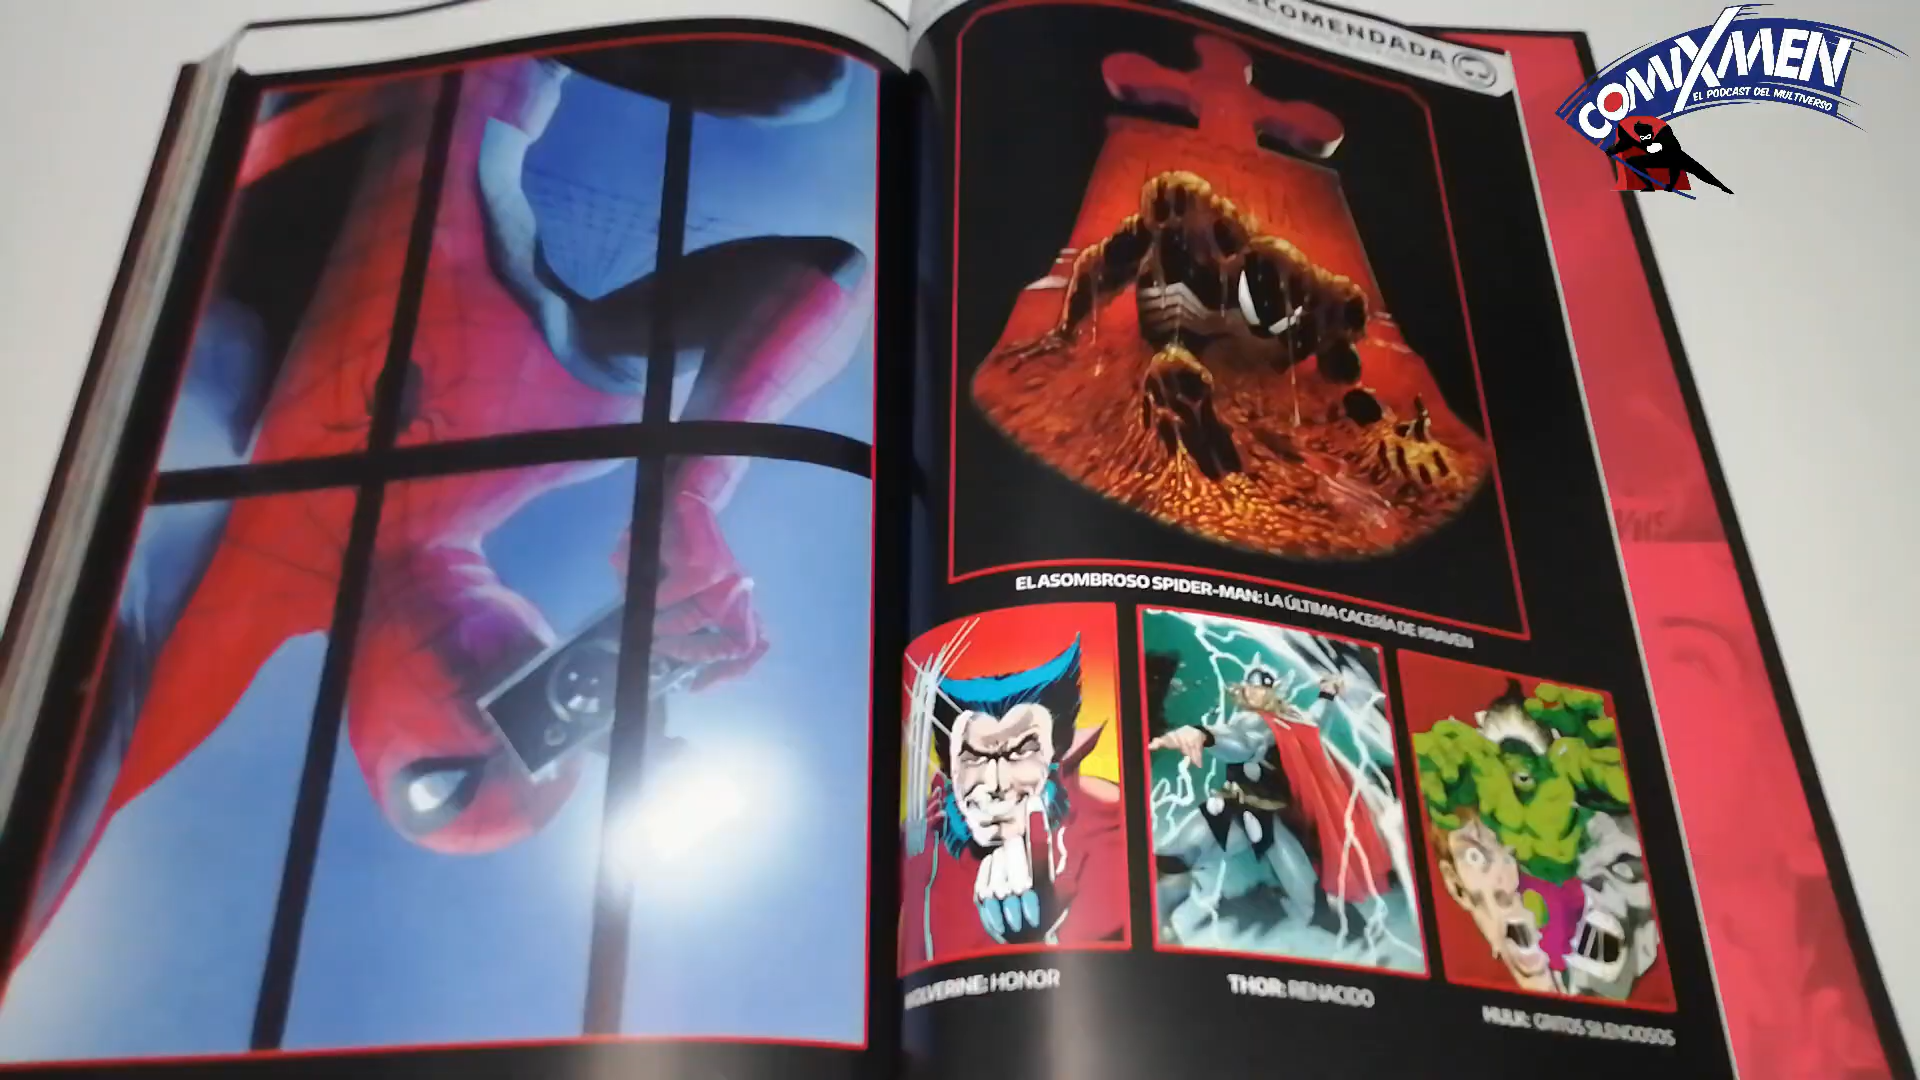 COMIXMEN
EL PODCAST DEL MULTIVERSO
EL ASOMBROSO SPIDER-MAN: LA ÚLTIMA CACERÍA DE KRAVEN
WOLVERINE: HONOR
THOR: RENACIDO
HULK: GRITOS SILENCIOSOS